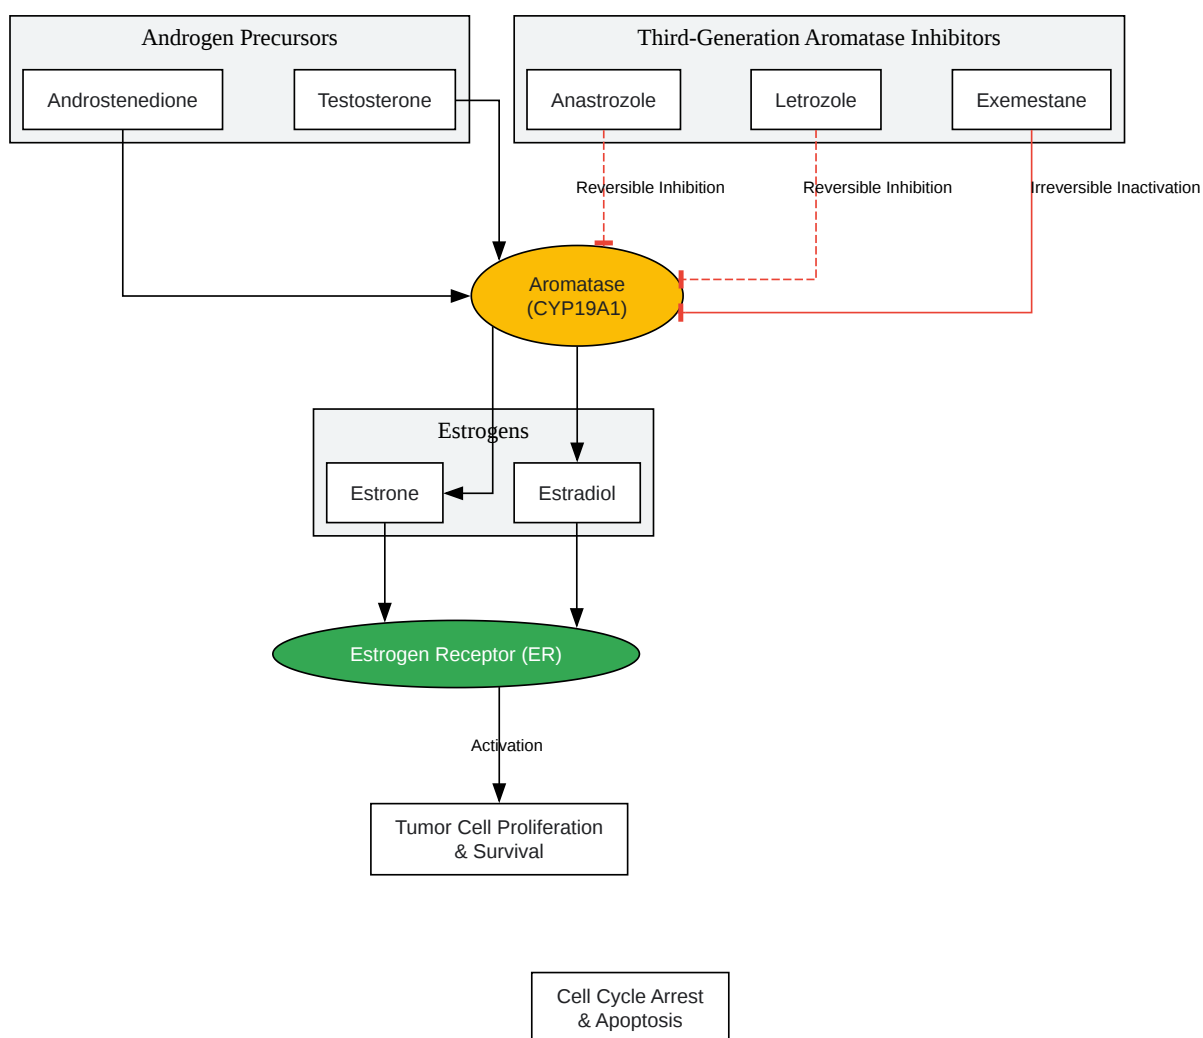 Androgen Precursors
Third-Generation Aromatase Inhibitors
Androstenedione
Testosterone
Anastrozole
Letrozole
Exemestane
Reversible Inhibition
Reversible Inhibition
Irreversible Inactivation
Aromatase
(CYP19A1)
Estrogens
Estrone
Estradiol
Estrogen Receptor (ER)
Activation
Tumor Cell Proliferation
& Survival
Cell Cycle Arrest
& Apoptosis